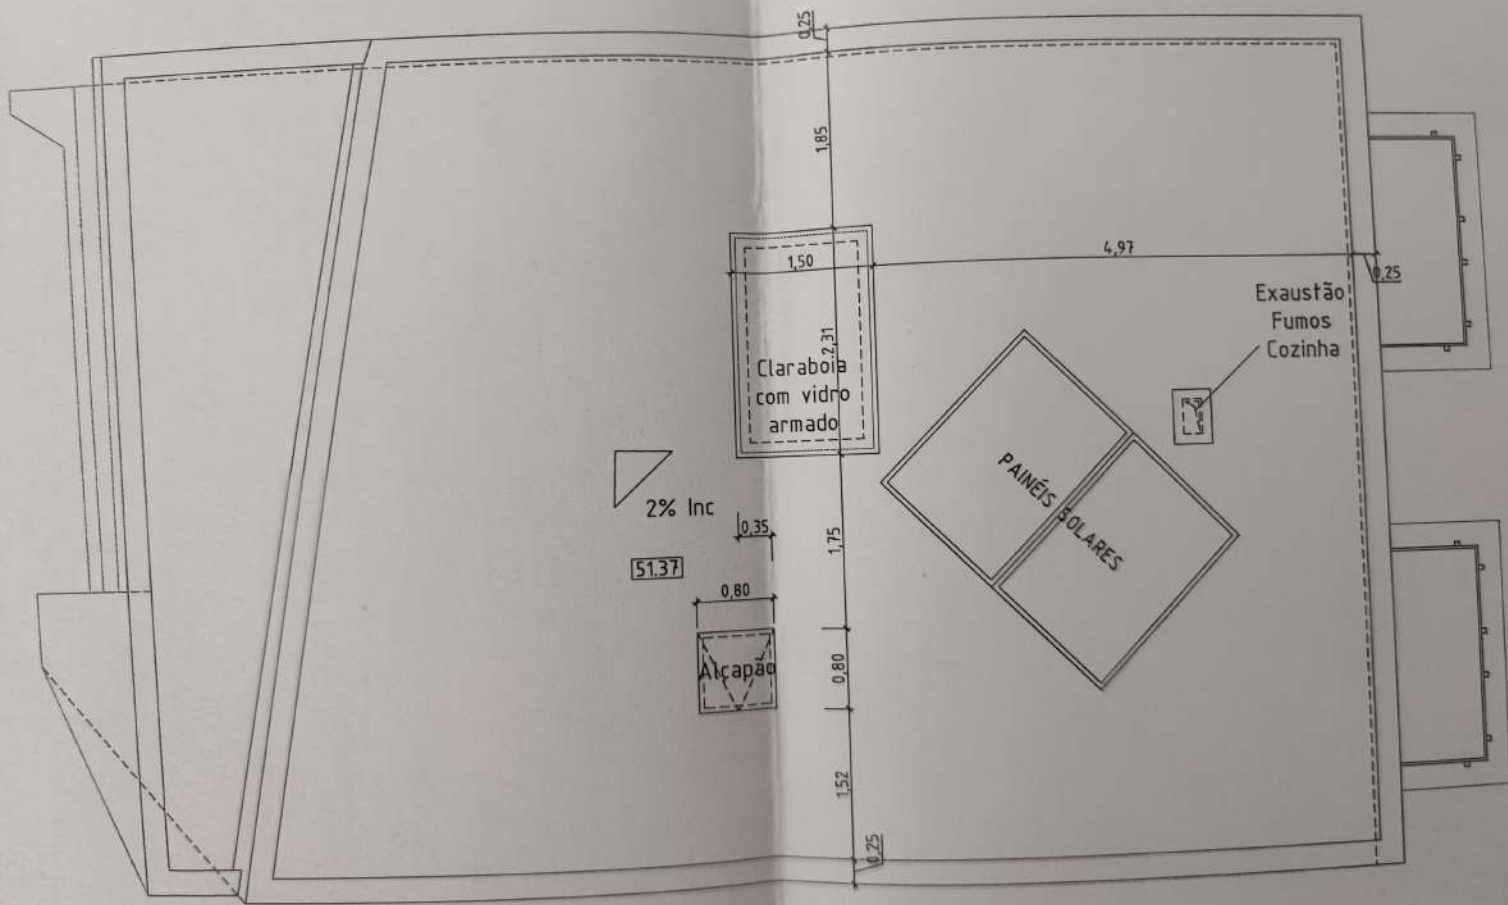 0,25
1,85
4,97
1,50
0,25
Exaustão
Fumos
Cozinha
2,31
Claraboia
com vidro
armado
PAINÉIS SOLARES
2% Inc
0,35
1,75
51.37
0,80
Alçapão
0,80
1,52
0,25